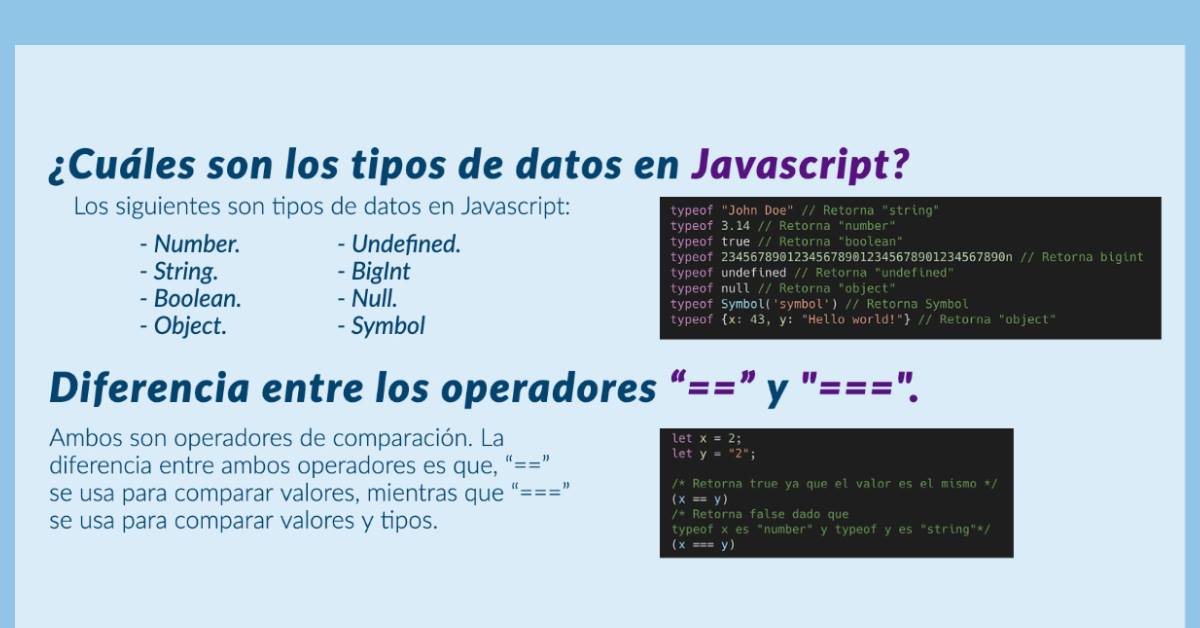 ¿Cuáles son los tipos de datos en Javascript?
Los siguientes son tipos de datos en Javascript:
- Number.
- String.
- Boolean.
- Object.
- Undefined.
- BigInt
- Null.
- Symbol
typeof "John Doe" // Retorna "string"
typeof 3.14 // Retorna "number"
typeof true // Retorna "boolean"
typeof 234567890123456789012345678901234567890n // Retorna bigint
typeof undefined // Retorna "undefined"
typeof null // Retorna "object"
typeof Symbol('symbol') // Retorna Symbol
typeof {x: 43, y: "Hello world!"} // Retorna "object"
Diferencia entre los operadores “==” y "===".
Ambos son operadores de comparación. La
diferencia entre ambos operadores es que, “==”
se usa para comparar valores, mientras que “===”
se usa para comparar valores y tipos.
let x = 2;
let y = "2";
/* Retorna true ya que el valor es el mismo */
(x == y)
/* Retorna false dado que
typeof x es "number" y typeof y es "string"*/
(x === y)